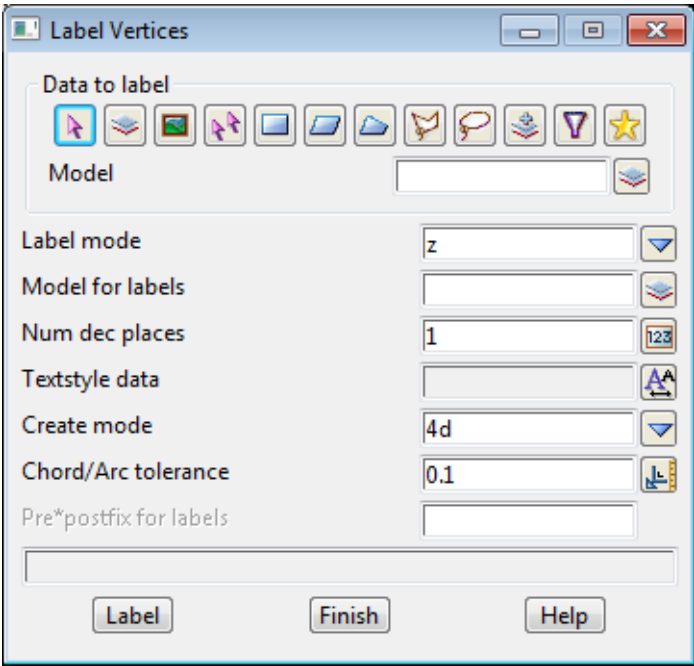 Label Vertices
Data to label
Model
Label mode z
Model for labels
Num dec places 1 123
Textstyle data A A
Create mode 4d
Chord/Arc tolerance 0.1
Pre*postfix for labels
Label Finish Help